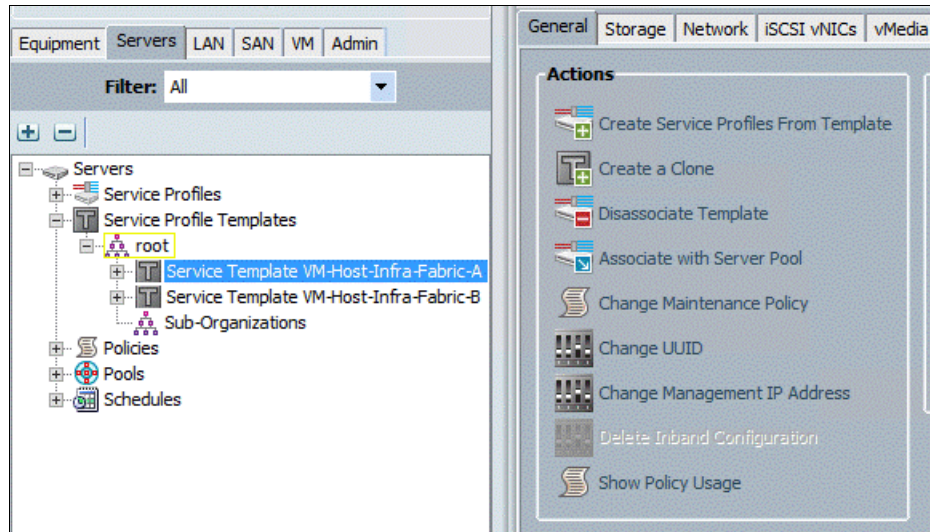 Equipment Servers LAN SAN VM Admin
Filter: All
Servers
Service Profiles
Service Profile Templates
root
Service Template VM-Host-Infra-Fabric-A
Service Template VM-Host-Infra-Fabric-B
Sub-Organizations
Policies
Pools
Schedules
General Storage Network iSCSI vNICs vMedia
Actions
Create Service Profiles From Template
Create a Clone
Disassociate Template
Associate with Server Pool
Change Maintenance Policy
Change UUID
Change Management IP Address
Delete Inband Configuration
Show Policy Usage